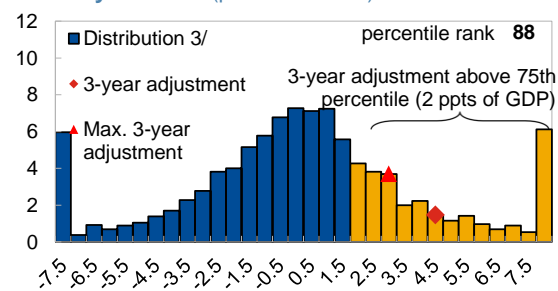 12
10
8
6
4
2
0
Distribution 3/
3-year adjustment
Max. 3-year
adjustment
percentile rank 88
3-year adjustment above 75th
percentile (2 ppts of GDP)
-7.5 -6.5 -5.5 -4.5 -3.5 -2.5 -1.5 -0.5 0.5 1.5 2.5 3.5 4.5 5.5 6.5 7.5